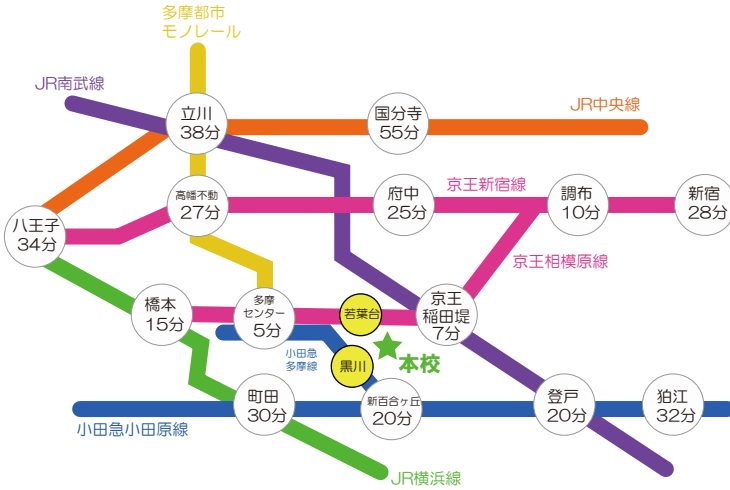 多摩都市
モノレール
JR南武線
JR中央線
立川
38分
国分寺
55分
京王新宿線
高幡不動
27分
府中
25分
調布
10分
新宿
28分
八王子
34分
京王相模原線
橋本
15分
多摩
センター
5分
若葉台
京王
稲田堤
7分
小田急
多摩線
黒川
本校
町田
30分
新百合ヶ丘
20分
登戸
20分
狛江
32分
小田急小田原線
JR横浜線